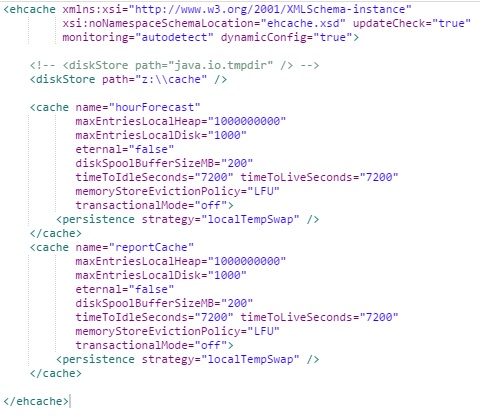 <ehcache xmlns:xsi="http://www.w3.org/2001/XMLSchema-instance"
xsi:noNamespaceSchemaLocation="ehcache.xsd" updateCheck="true"
monitoring="autodetect" dynamicConfig="true">
<!-- <diskStore path="java.io.tmpdir" /> -->
<diskStore path="z:\\cache" />
<cache name="hourForecast"
maxEntriesLocalHeap="1000000000"
maxEntriesLocalDisk="1000"
eternal="false"
diskSpoolBufferSizeMB="200"
timeToIdleSeconds="7200" timeToLiveSeconds="7200"
memoryStoreEvictionPolicy="LFU"
transactionalMode="off">
<persistence strategy="localTempSwap" />
</cache>
<cache name="reportCache"
maxEntriesLocalHeap="1000000000"
maxEntriesLocalDisk="1000"
eternal="false"
diskSpoolBufferSizeMB="200"
timeToIdleSeconds="7200" timeToLiveSeconds="7200"
memoryStoreEvictionPolicy="LFU"
transactionalMode="off">
<persistence strategy="localTempSwap" />
</cache>
</ehcache>